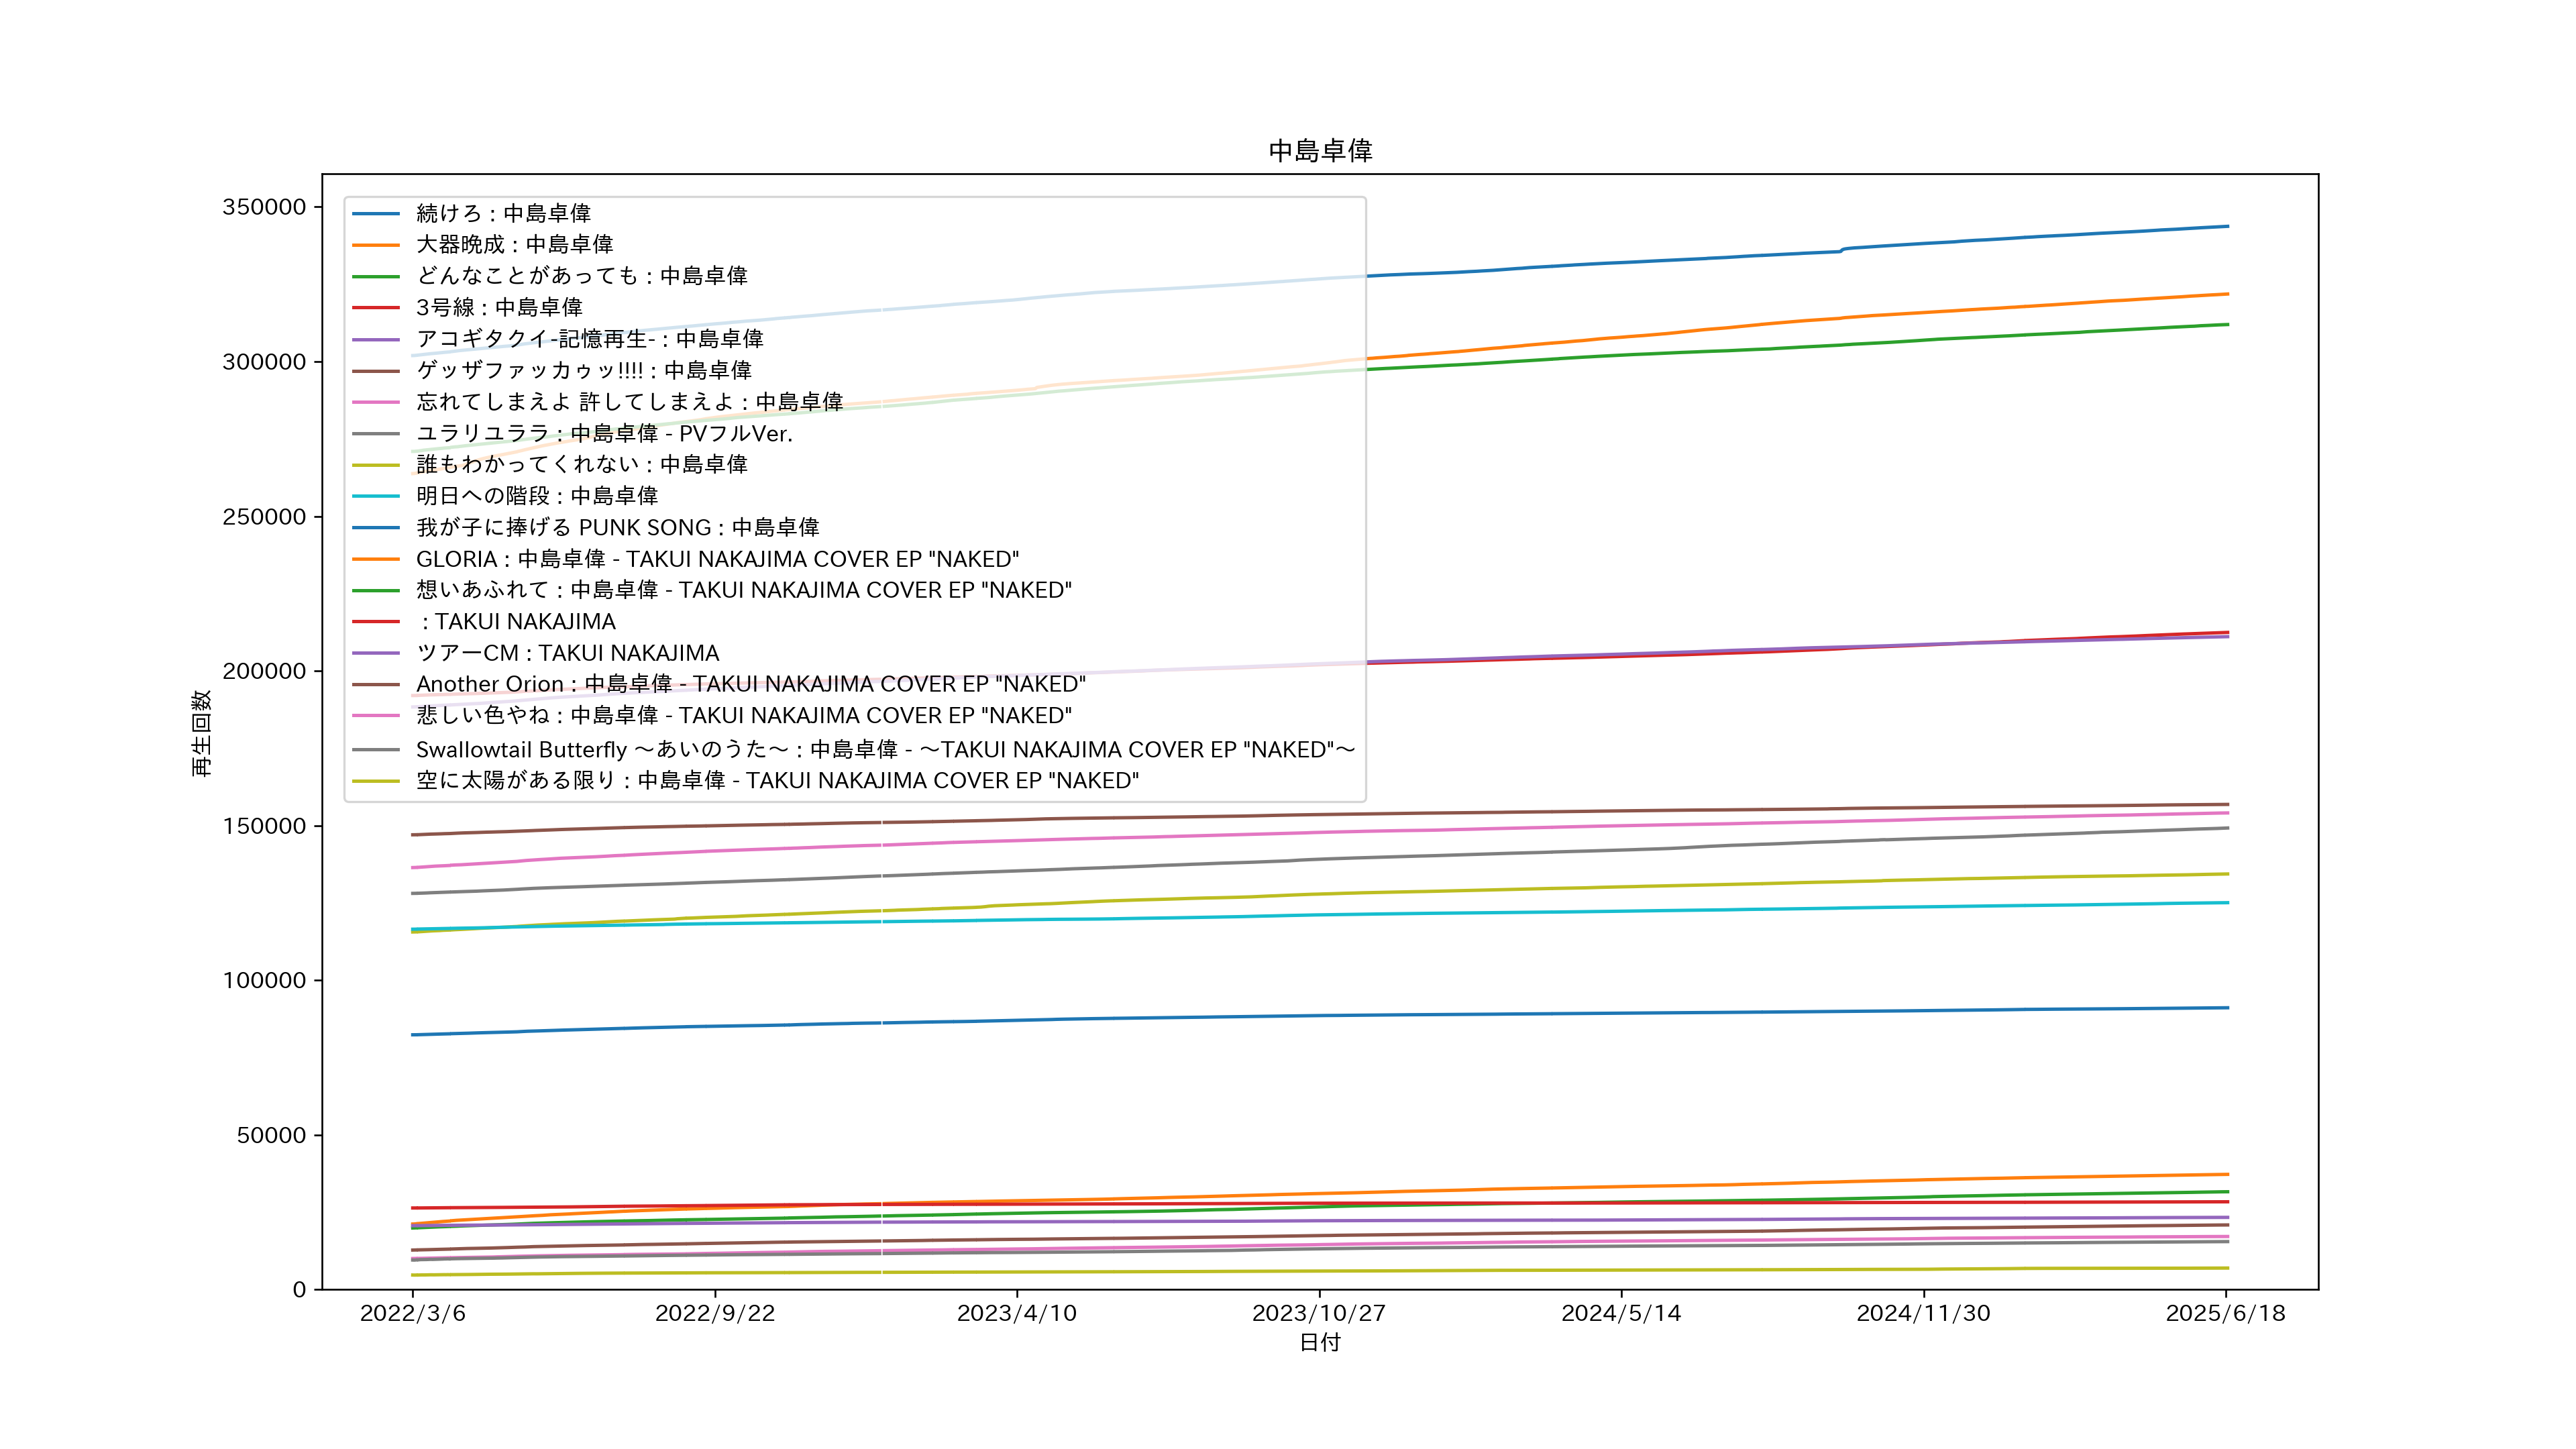 中島卓偉
350000
300000
250000
200000
150000
100000
50000
0
再生回数
続けろ : 中島卓偉
大器晩成 : 中島卓偉
どんなことがあっても : 中島卓偉
3号線 : 中島卓偉
アコギタクイ-記憶再生- : 中島卓偉
ゲッザファッカゥッ!!!! : 中島卓偉
忘れてしまえよ 許してしまえよ : 中島卓偉
ユラリユララ : 中島卓偉 - PVフルVer.
誰もわかってくれない : 中島卓偉
明日への階段 : 中島卓偉
我が子に捧げる PUNK SONG : 中島卓偉
GLORIA : 中島卓偉 - TAKUI NAKAJIMA COVER EP "NAKED"
想いあふれて : 中島卓偉 - TAKUI NAKAJIMA COVER EP "NAKED"
: TAKUI NAKAJIMA
ツアーCM : TAKUI NAKAJIMA
Another Orion : 中島卓偉 - TAKUI NAKAJIMA COVER EP "NAKED"
悲しい色やね : 中島卓偉 - TAKUI NAKAJIMA COVER EP "NAKED"
Swallowtail Butterfly 〜あいのうた〜 : 中島卓偉 - 〜TAKUI NAKAJIMA COVER EP "NAKED"〜
空に太陽がある限り : 中島卓偉 - TAKUI NAKAJIMA COVER EP "NAKED"
2022/3/6 2022/9/22 2023/4/10 2023/10/27 2024/5/14 2024/11/30 2025/6/18
日付